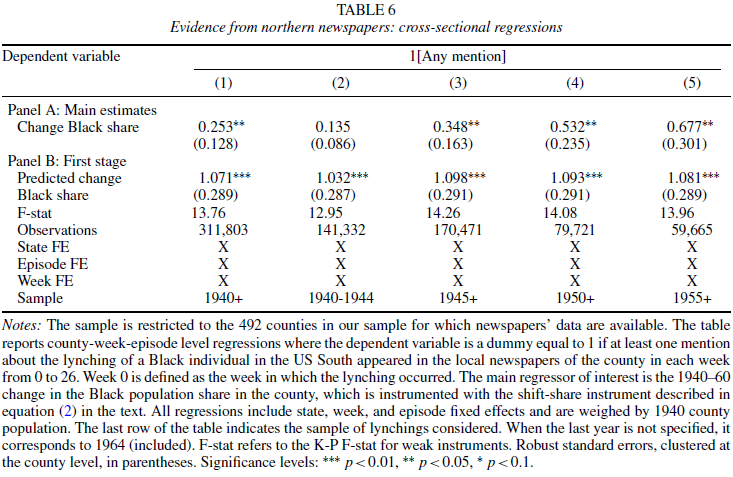 TABLE 6
Evidence from northern newspapers: cross-sectional regressions
Dependent variable 1[Any mention]
(1) (2) (3) (4) (5)
Panel A: Main estimates
Change Black share 0.253** 0.135 0.348** 0.532** 0.677**
(0.128) (0.086) (0.163) (0.235) (0.301)
Panel B: First stage
Predicted change 1.071*** 1.032*** 1.098*** 1.093*** 1.081***
Black share (0.289) (0.287) (0.291) (0.291) (0.289)
F-stat 13.76 12.95 14.26 14.08 13.96
Observations 311,803 141,332 170,471 79,721 59,665
State FE X X X X X
Episode FE X X X X X
Week FE X X X X X
Sample 1940+ 1940-1944 1945+ 1950+ 1955+
Notes: The sample is restricted to the 492 counties in our sample for which newspapers' data are available. The table
reports county-week-episode level regressions where the dependent variable is a dummy equal to 1 if at least one mention
about the lynching of a Black individual in the US South appeared in the local newspapers of the county in each week
from 0 to 26. Week 0 is defined as the week in which the lynching occurred. The main regressor of interest is the 1940–60
change in the Black population share in the county, which is instrumented with the shift-share instrument described in
equation (2) in the text. All regressions include state, week, and episode fixed effects and are weighed by 1940 county
population. The last row of the table indicates the sample of lynchings considered. When the last year is not specified, it
corresponds to 1964 (included). F-stat refers to the K-P F-stat for weak instruments. Robust standard errors, clustered at
the county level, in parentheses. Significance levels: *** p<0.01, ** p<0.05, * p<0.1.